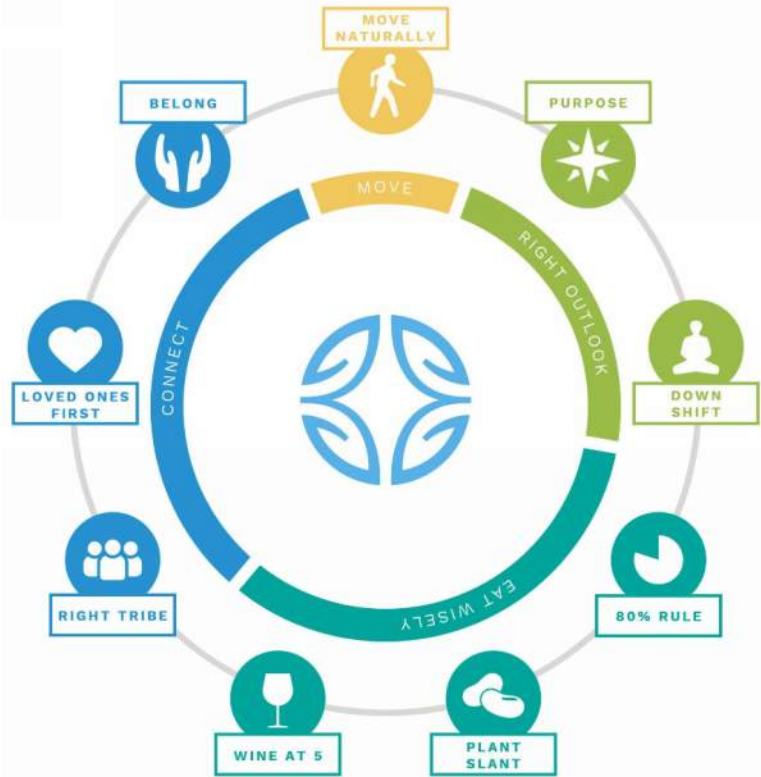 MOVE
NATURALLY
BELONG
PURPOSE
MOVE
RIGHT OUTLOOK
CONNECT
LOVED ONES
FIRST
DOWN
SHIFT
RIGHT TRIBE
80% RULE
EAT WISELY
WINE AT 5
PLANT
SLANT